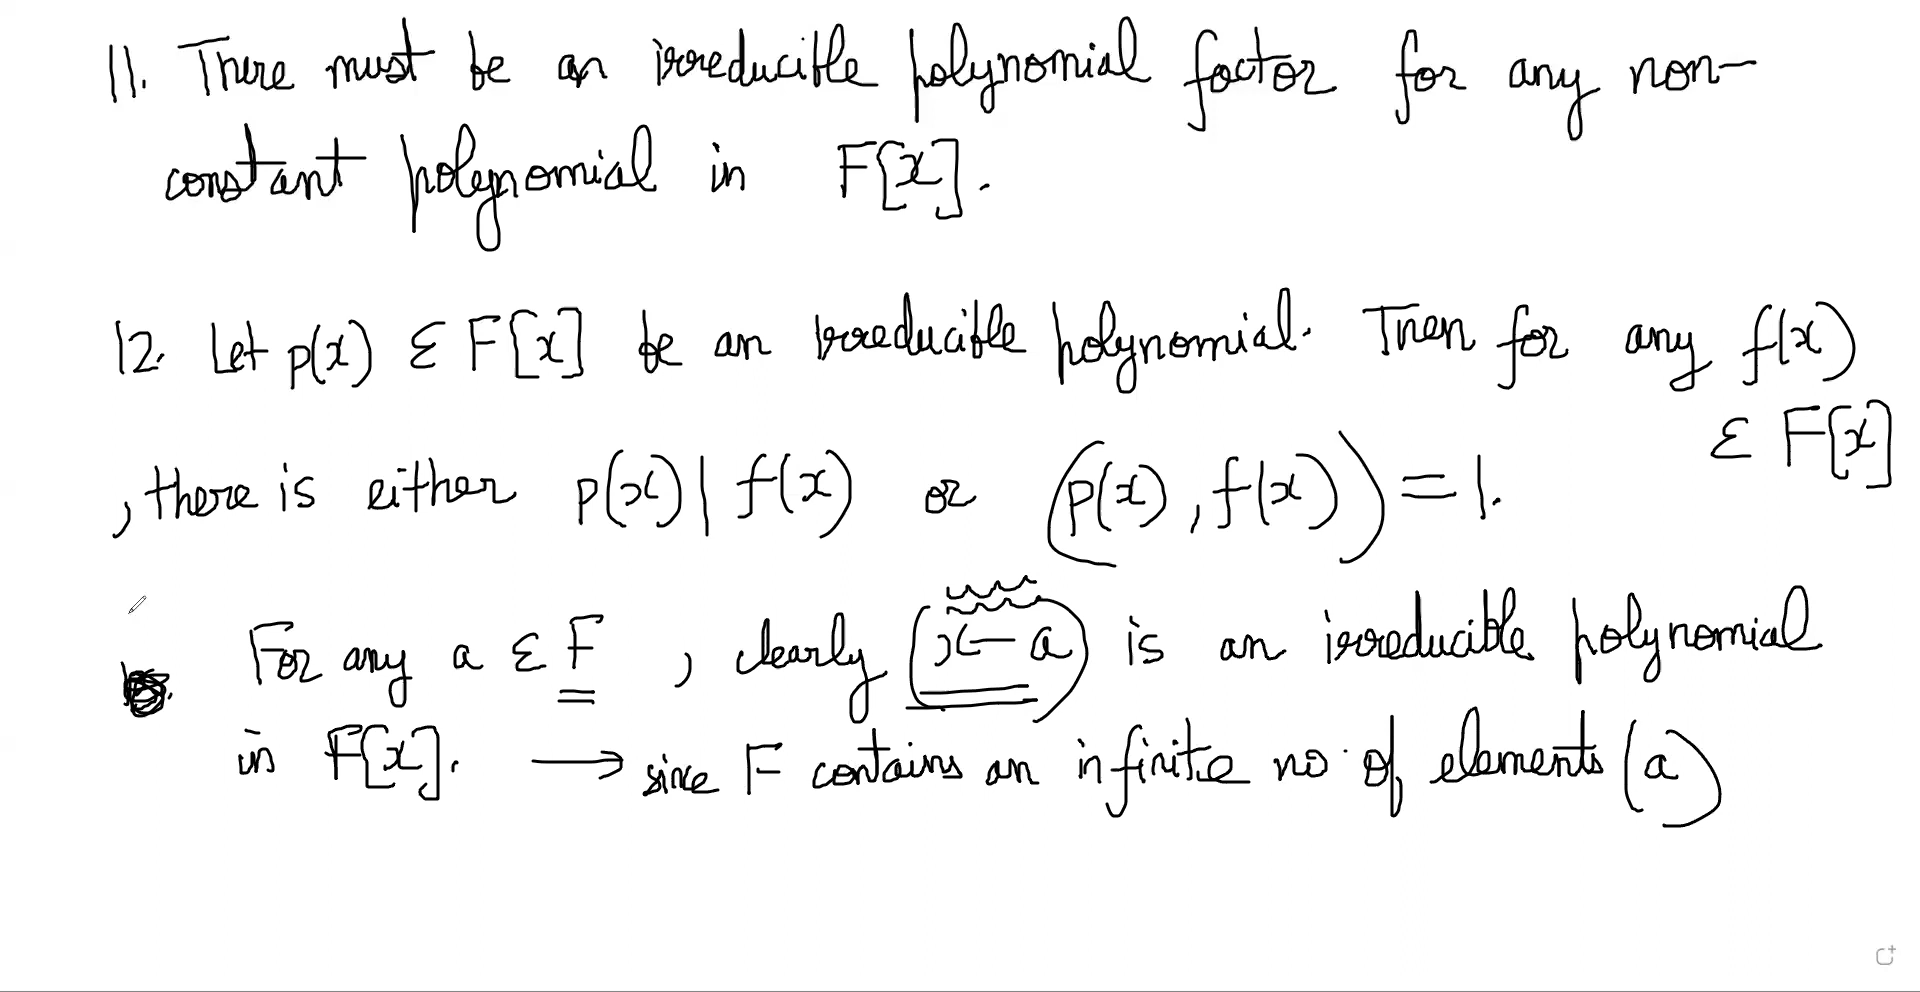 11. There must be an irreducible polynomial factor for any non-
constant polynomial in F[x].
12. Let p(x) ∈ F[x] be an irreducible polynomial. Then for any f(x)
∈ F[x]
, there is either p(x) | f(x) or (p(x), f(x)) = 1.
For any a ∈ F , clearly (x - a) is an irreducible polynomial
in F[x]. → since F contains an infinite no. of elements (a)